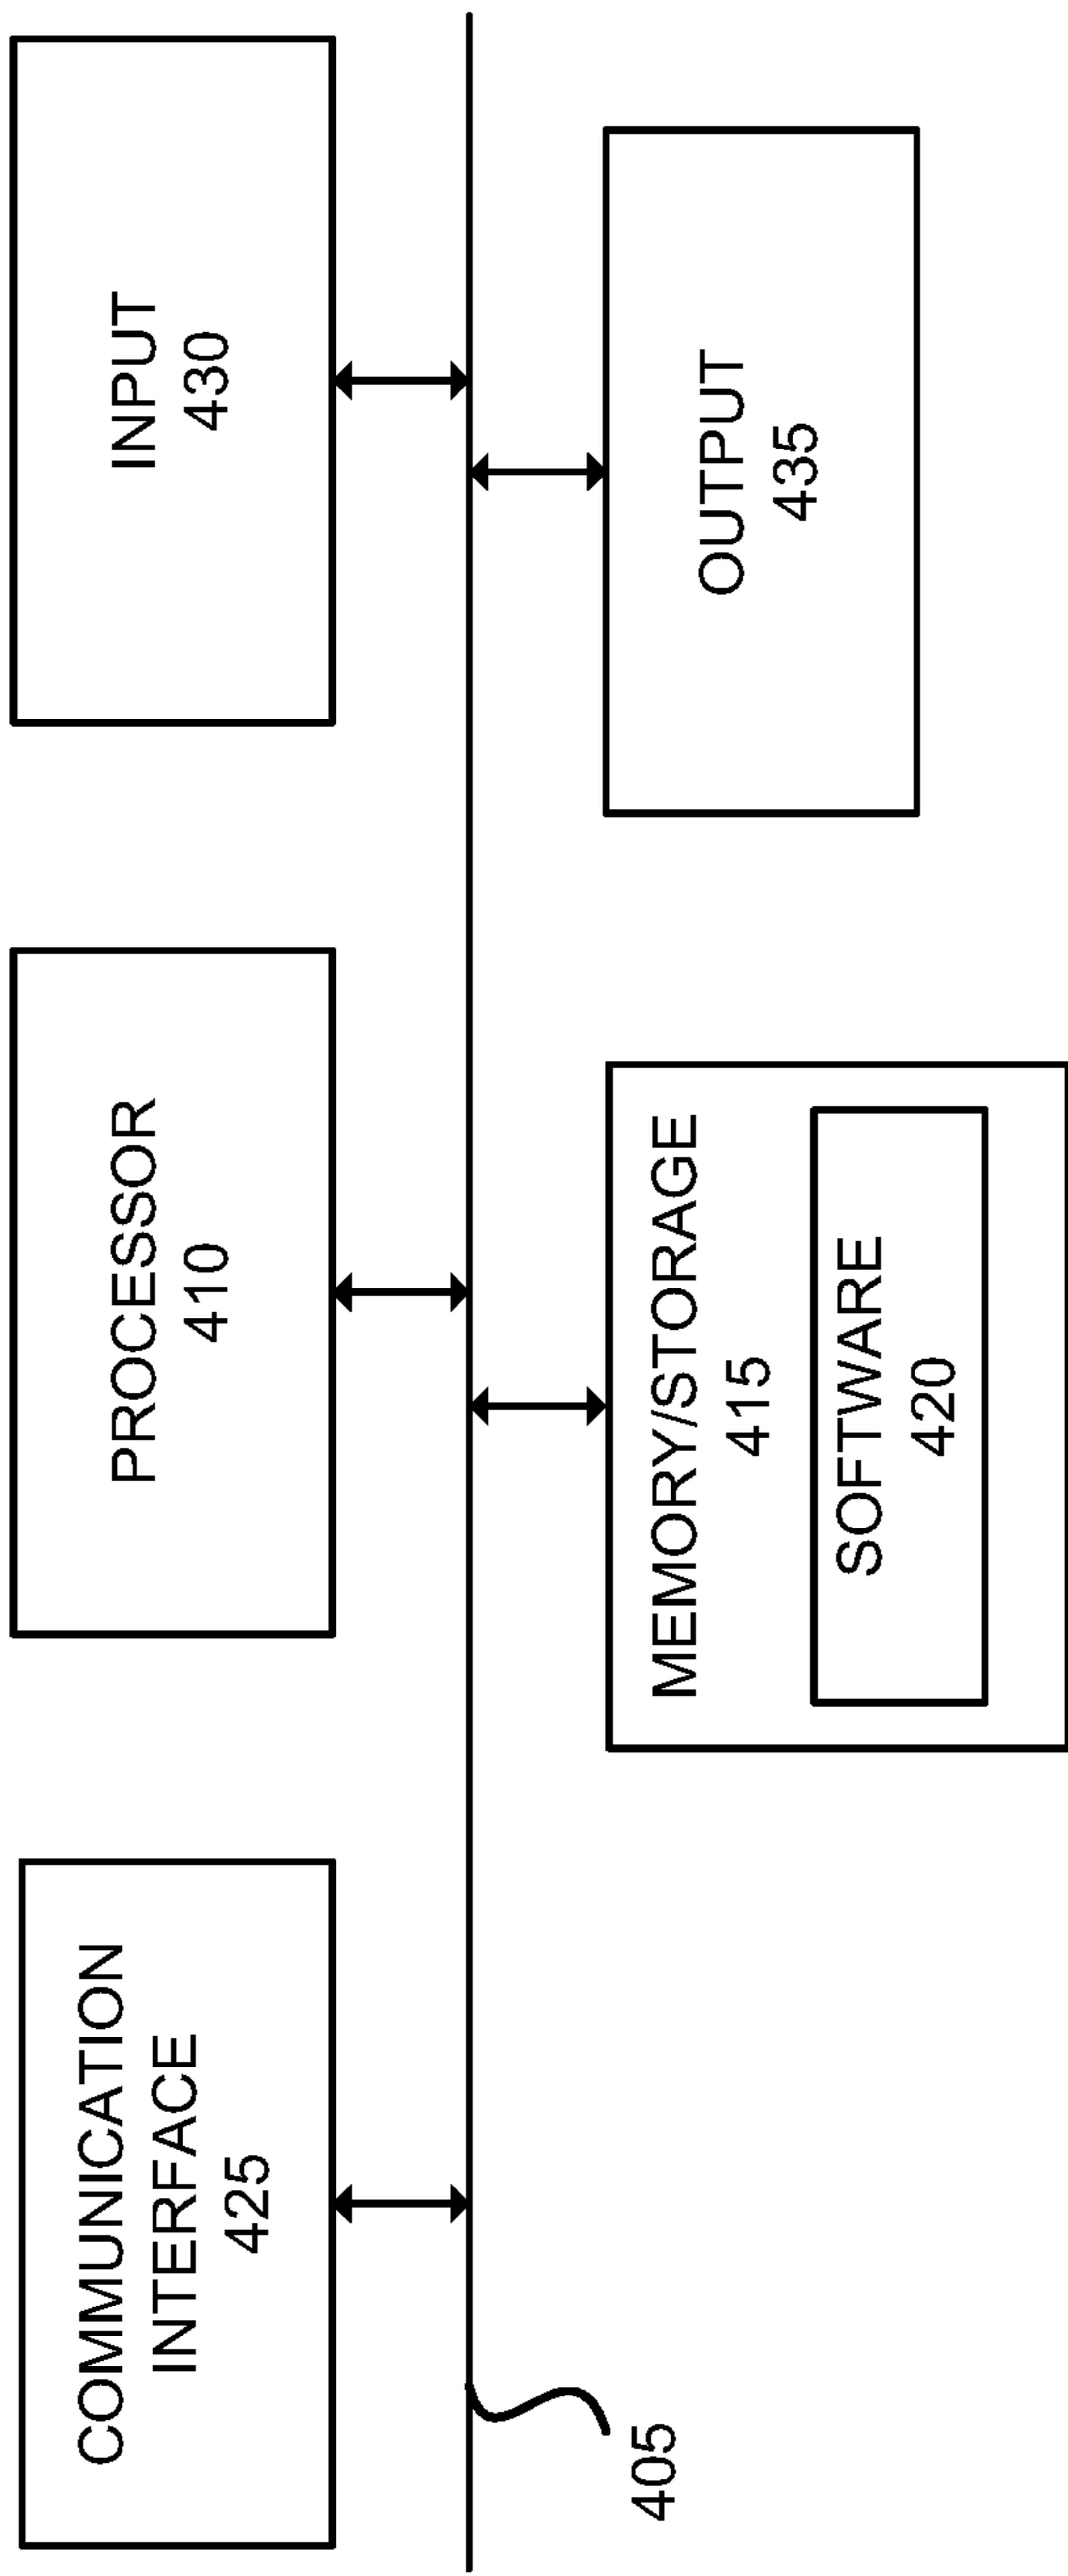 COMMUNICATION
INTERFACE
425
PROCESSOR
410
INPUT
430
405
MEMORY/STORAGE
415
SOFTWARE
420
OUTPUT
435